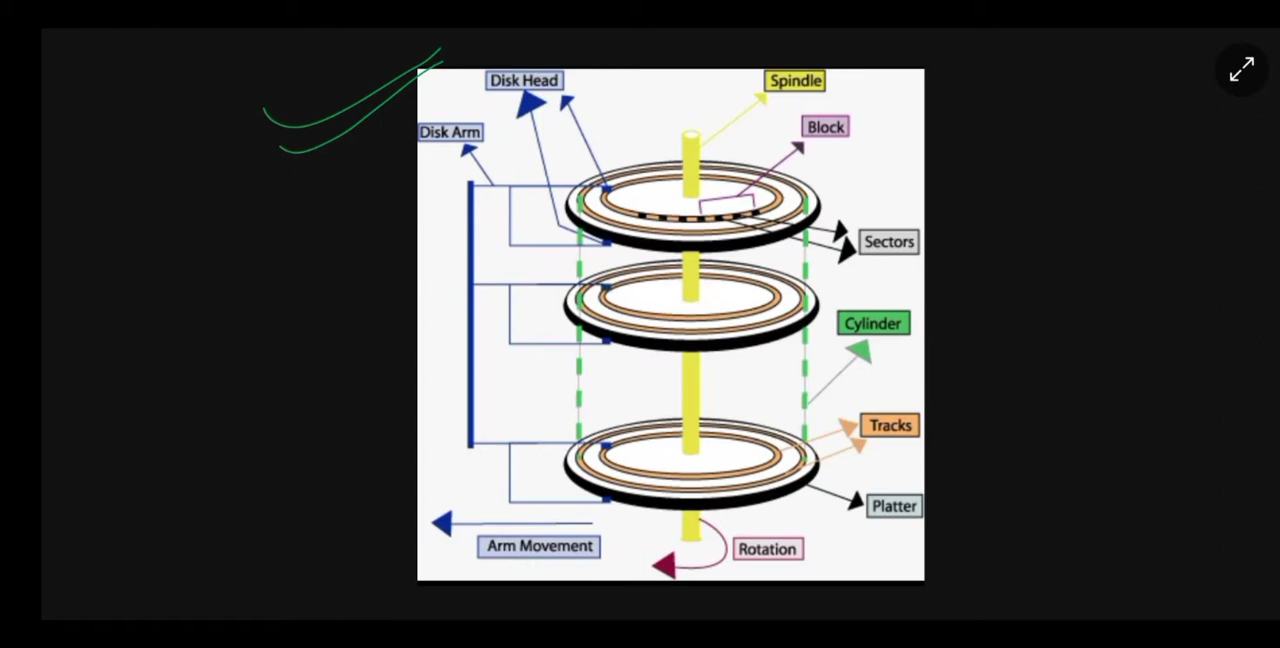 Disk Head
Spindle
Block
Disk Arm
Sectors
Cylinder
Tracks
Platter
Arm Movement
Rotation